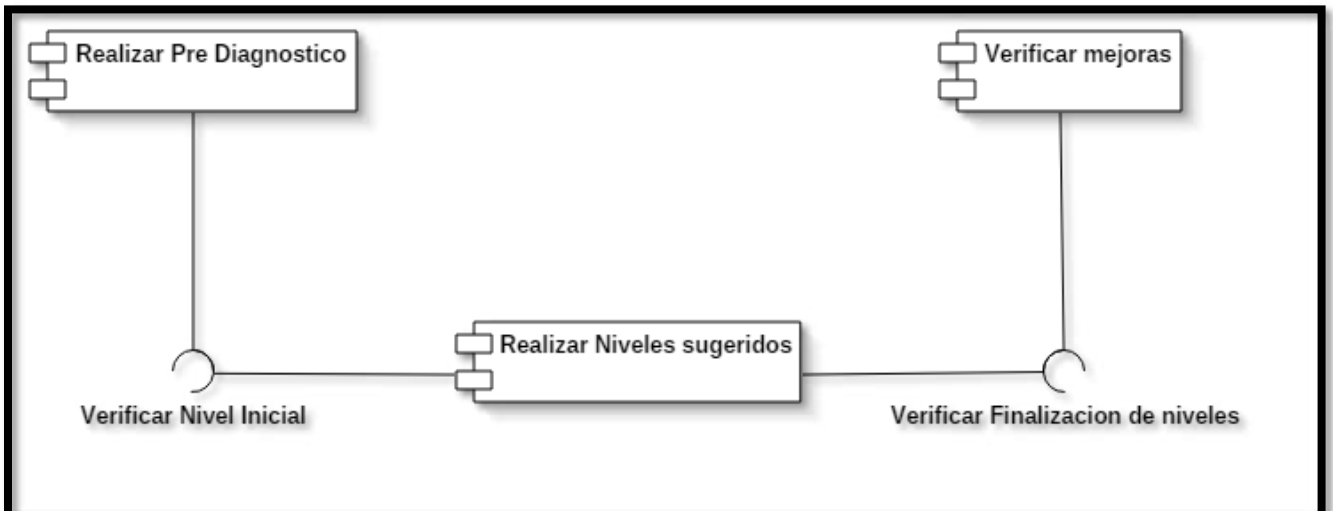 Realizar Pre Diagnostico
Verificar mejoras
Realizar Niveles sugeridos
Verificar Nivel Inicial
Verificar Finalizacion de niveles